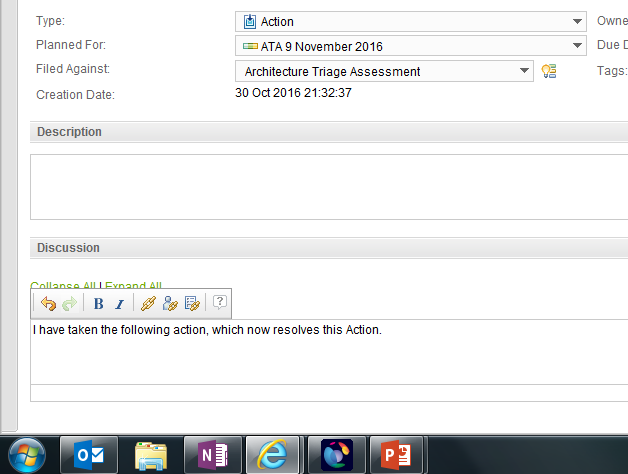 Type: Action Owne
Planned For: ATA 9 November 2016 Due D
Filed Against: Architecture Triage Assessment Tags:
Creation Date: 30 Oct 2016 21:32:37
Description
Discussion
Collapse All | Expand All
B I ?
I have taken the following action, which now resolves this Action.
O N P